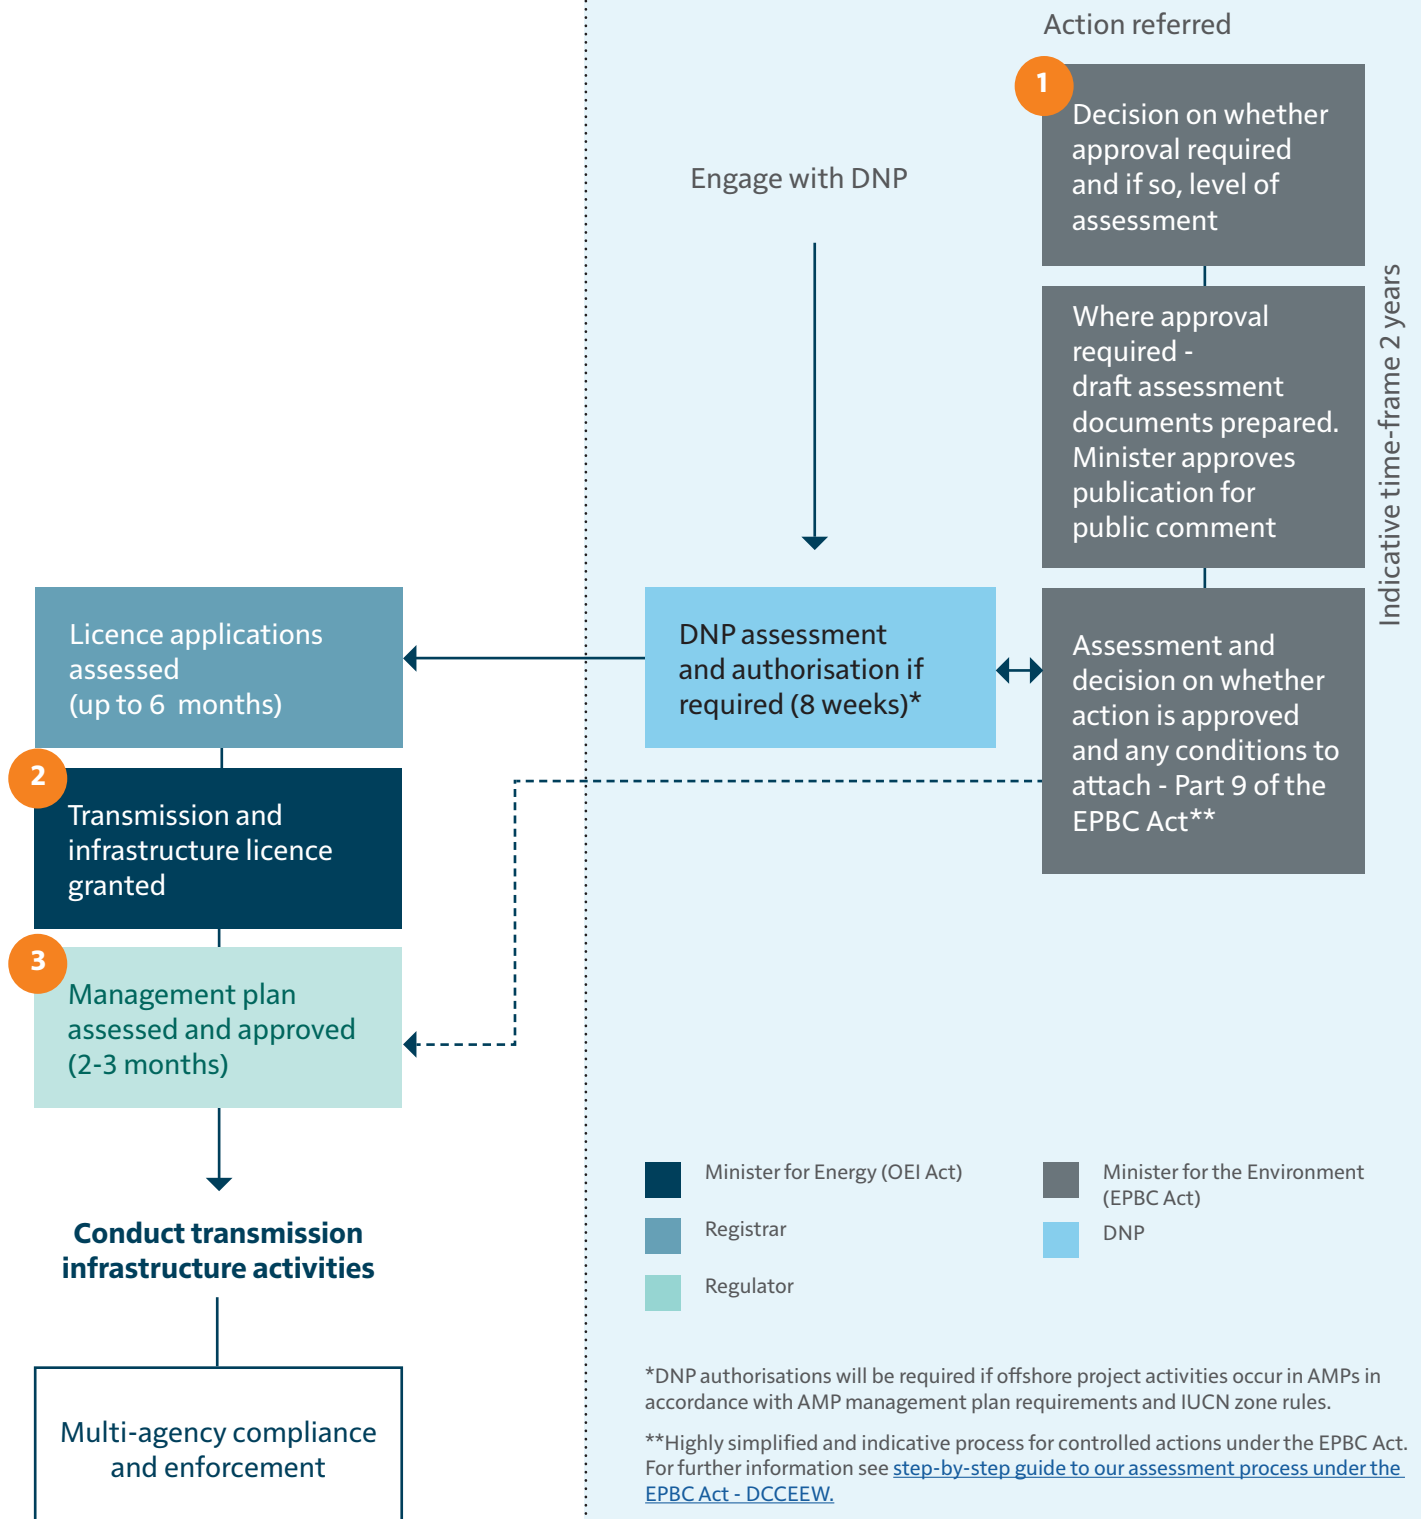 Action referred
1
Decision on whether
approval required
and if so, level of
assessment
Engage with DNP
Where approval
required -
draft assessment
documents prepared.
Minister approves
publication for
public comment
Indicative time-frame 2 years
Licence applications
assessed
(up to 6 months)
DNP assessment
and authorisation if
required (8 weeks)*
Assessment and
decision on whether
action is approved
and any conditions to
attach - Part 9 of the
EPBC Act**
2
Transmission and
infrastructure licence
granted
3
Management plan
assessed and approved
(2-3 months)
Conduct transmission
infrastructure activities
Multi-agency compliance
and enforcement
Minister for Energy (OEI Act)
Registrar
Regulator
Minister for the Environment
(EPBC Act)
DNP
*DNP authorisations will be required if offshore project activities occur in AMPs in
accordance with AMP management plan requirements and IUCN zone rules.
**Highly simplified and indicative process for controlled actions under the EPBC Act.
For further information see step-by-step guide to our assessment process under the
EPBC Act - DCCEEW.